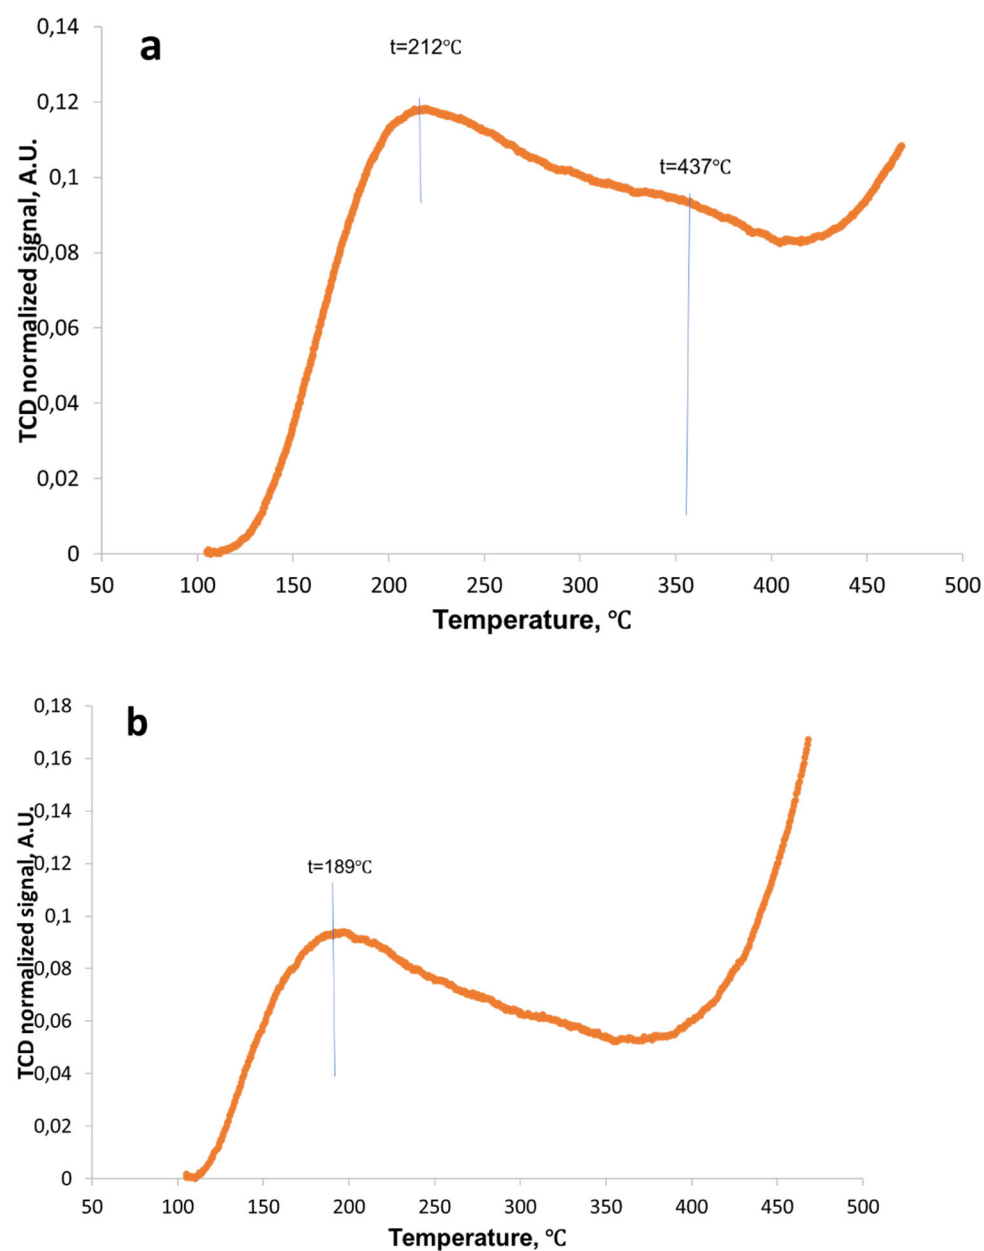 a
t=212℃
t=437℃
0,14
0,12
0,1
0,08
0,06
0,04
0,02
0
TCD normalized signal, A.U.
50 100 150 200 250 300 350 400 450 500
Temperature, ℃
b
t=189℃
0,18
0,16
0,14
0,12
0,1
0,08
0,06
0,04
0,02
0
TCD normalized signal, A.U.
50 100 150 200 250 300 350 400 450 500
Temperature, ℃